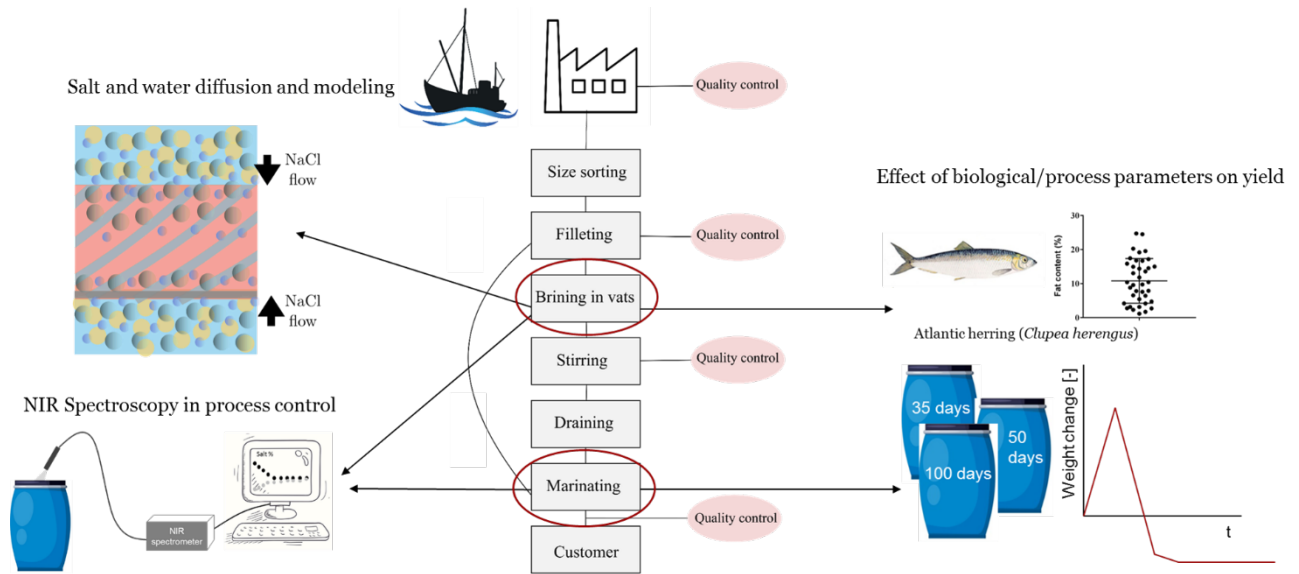 Salt and water diffusion and modeling
NaCl
flow
NaCl
flow
NIR Spectroscopy in process control
Salt %
NIR
spectrometer
Quality control
Size sorting
Filleting
Quality control
Brining in vats
Stirring
Quality control
Draining
Marinating
Quality control
Customer
Effect of biological/process parameters on yield
Fat content (%)
30
20
10
0
Atlantic herring (Clupea herengus)
35 days
50
days
100 days
Weight change [-]
t